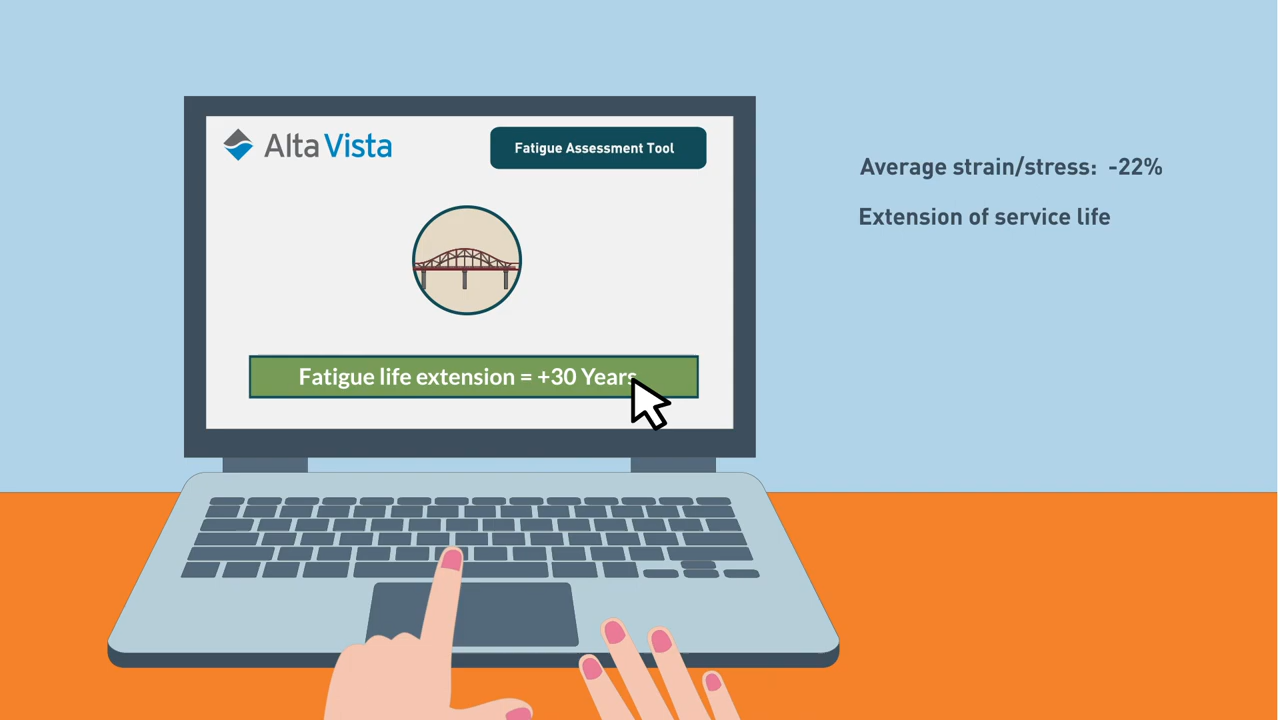 Alta Vista
Fatigue Assessment Tool
Fatigue life extension = +30 Years
Average strain/stress: -22%
Extension of service life